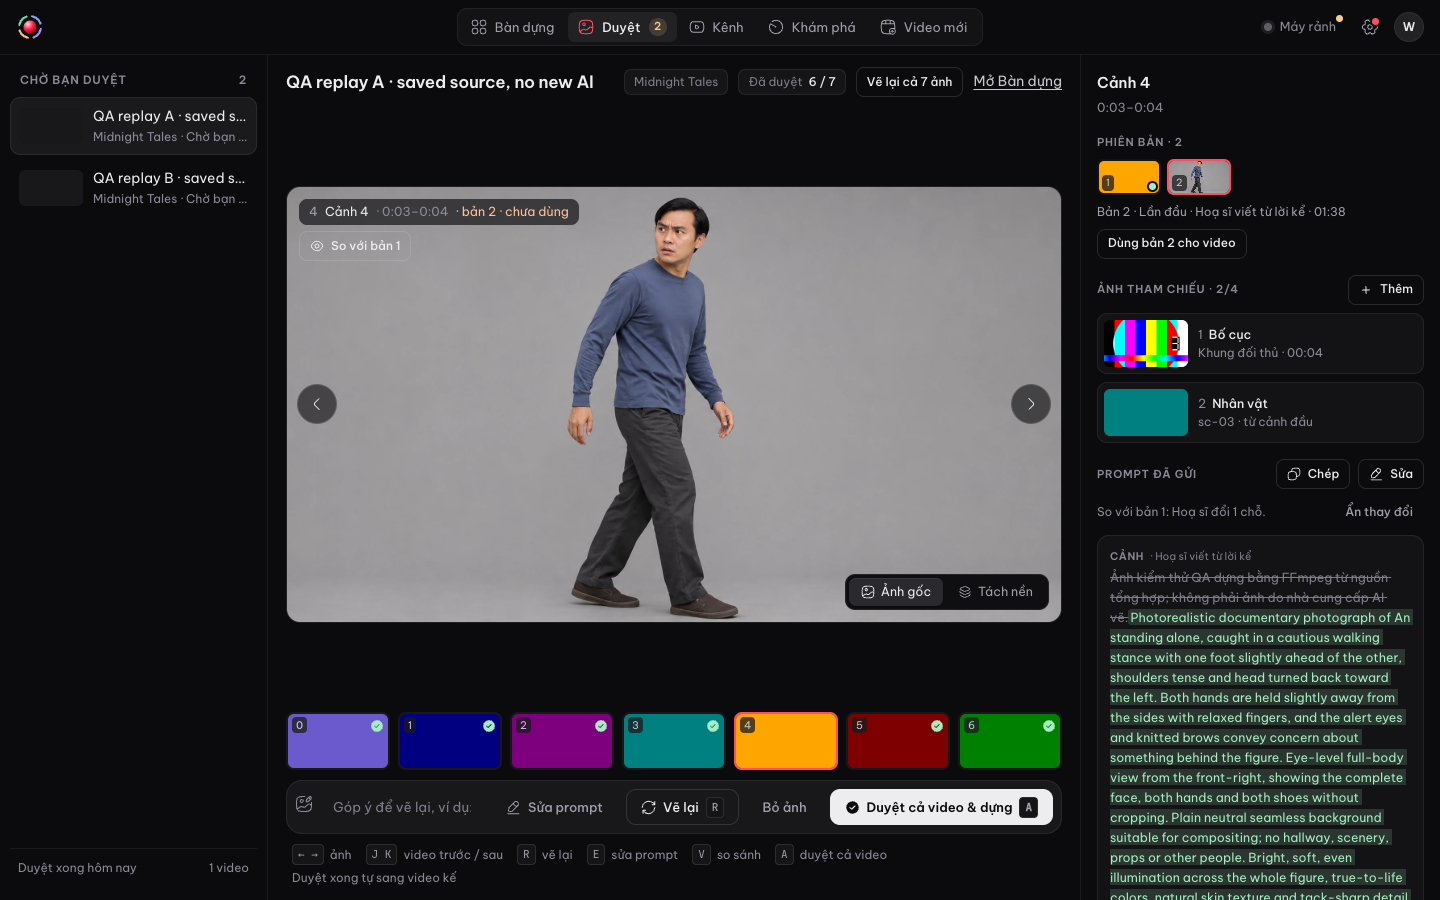 Bàn dựng
Duyệt 2
Kênh
Khám phá
Video mới
Máy rảnh
W
CHỜ BẠN DUYỆT 2
QA replay A · saved s...
Midnight Tales · Chờ bạn ...
QA replay B · saved s...
Midnight Tales · Chờ bạn ...
Duyệt xong hôm nay 1 video
QA replay A · saved source, no new AI
Midnight Tales
Đã duyệt 6 / 7
Vẽ lại cả 7 ảnh
Mở Bàn dựng
4 Cảnh 4 · 0:03–0:04 · bản 2 · chưa dùng
So với bản 1
Ảnh gốc
Tách nền
0
1
2
3
4
5
6
Góp ý để vẽ lại, ví dụ:
Sửa prompt
Vẽ lại R
Bỏ ảnh
Duyệt cả video & dựng A
← → ảnh
J K video trước / sau
R vẽ lại
E sửa prompt
V so sánh
A duyệt cả video
Duyệt xong tự sang video kế
Cảnh 4
0:03–0:04
PHIÊN BẢN · 2
1
2
Bản 2 · Lần đầu · Hoạ sĩ viết từ lời kể · 01:38
Dùng bản 2 cho video
ẢNH THAM CHIẾU · 2/4
Thêm
1 Bố cục
Khung đối thủ · 00:04
2 Nhân vật
sc-03 · từ cảnh đầu
PROMPT ĐÃ GỬI
Chép
Sửa
So với bản 1: Hoạ sĩ đổi 1 chỗ.
Ẩn thay đổi
CẢNH · Hoạ sĩ viết từ lời kể
Ảnh kiểm thử QA dựng bằng FFmpeg từ nguồn
tổng hợp; không phải ảnh do nhà cung cấp AI
vẽ.Photorealistic documentary photograph of An
standing alone, caught in a cautious walking
stance with one foot slightly ahead of the other,
shoulders tense and head turned back toward
the left. Both hands are held slightly away from
the sides with relaxed fingers, and the alert eyes
and knitted brows convey concern about
something behind the figure. Eye-level full-body
view from the front-right, showing the complete
face, both hands and both shoes without
cropping. Plain neutral seamless background
suitable for compositing; no hallway, scenery,
props or other people. Bright, soft, even
illumination across the whole figure, true-to-life
colors, natural skin texture and tack-sharp detail